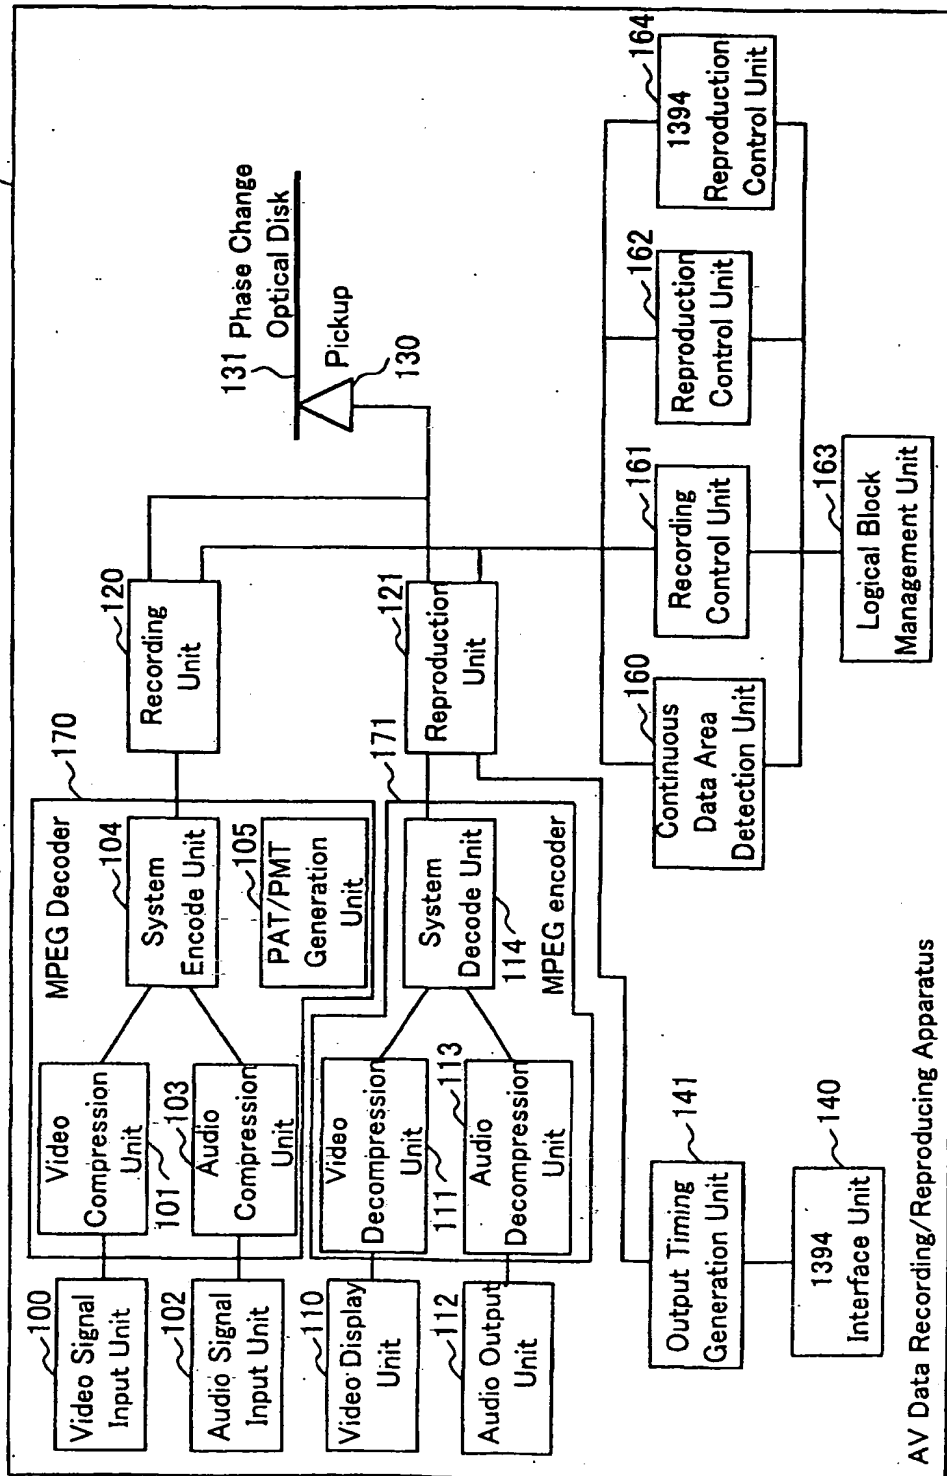 100
Video Signal
Input Unit
102
Audio Signal
Input Unit
110
Video Display
Unit
112
Audio Output
Unit
MPEG Decoder
170
Video
Compression
Unit
101
103
Audio
Compression
Unit
104
System
Encode Unit
105
PAT/PMT
Generation
Unit
171
Video
Decompression
Unit
111
113
Audio
Decompression
Unit
System
Decode Unit
114
MPEG encoder
120
Recording
Unit
121
Reproduction
Unit
131 Phase Change
Optical Disk
Pickup
130
141
Output Timing
Generation Unit
140
1394
Interface Unit
160
Continuous
Data Area
Detection Unit
161
Recording
Control Unit
162
Reproduction
Control Unit
164
1394
Reproduction
Control Unit
163
Logical Block
Management Unit
AV Data Recording/Reproducing Apparatus